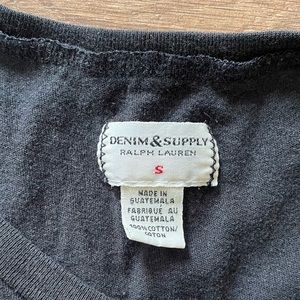 DENIM & SUPPLY
RALPH LAUREN
S
MADE IN
GUATEMALA
FABRIQUÉ AU
GUATEMALA
100% COTTON/
COTON